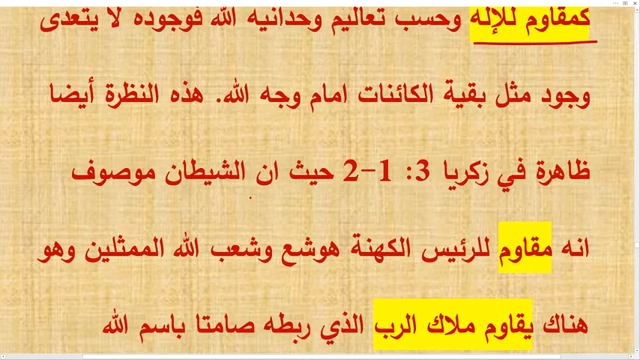 كمقاوم للإله وحسب تعاليم وحدانيه الله فوجوده لا يتعدى
وجود مثل بقية الكائنات امام وجه الله. هذه النظرة أيضا
ظاهرة في زكريا 3: 1-2 حيث ان الشيطان موصوف
انه مقاوم للرئيس الكهنة هوشع وشعب الله الممثلين وهو
هناك يقاوم ملاك الرب الذي ربطه صامتا باسم الله